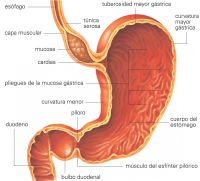 esófago
tuberosidad mayor gástrica
túnica
serosa
curvatura
mayor
gástrica
capa muscular
mucosa
cardias
pliegues de la mucosa gástrica
curvatura menor
píloro
duodeno
cuerpo del
estómago
músculo del esfínter pilórico
bulbo duodenal